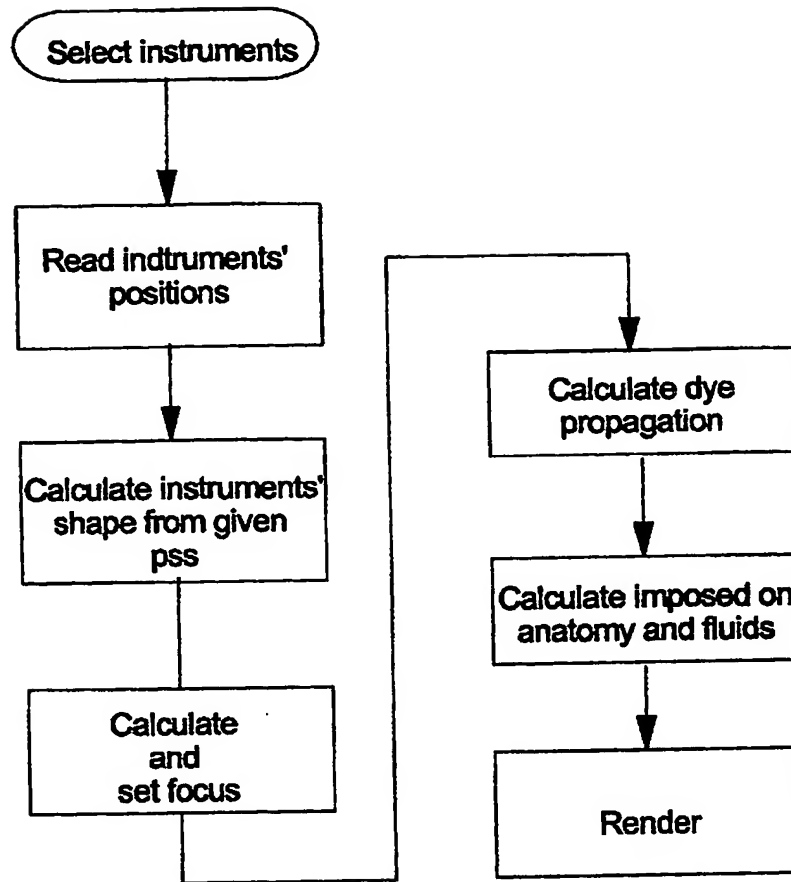 Select instruments
Read indtruments'
positions
Calculate instruments'
shape from given
pss
Calculate
and
set focus
Calculate dye
propagation
Calculate imposed on
anatomy and fluids
Render